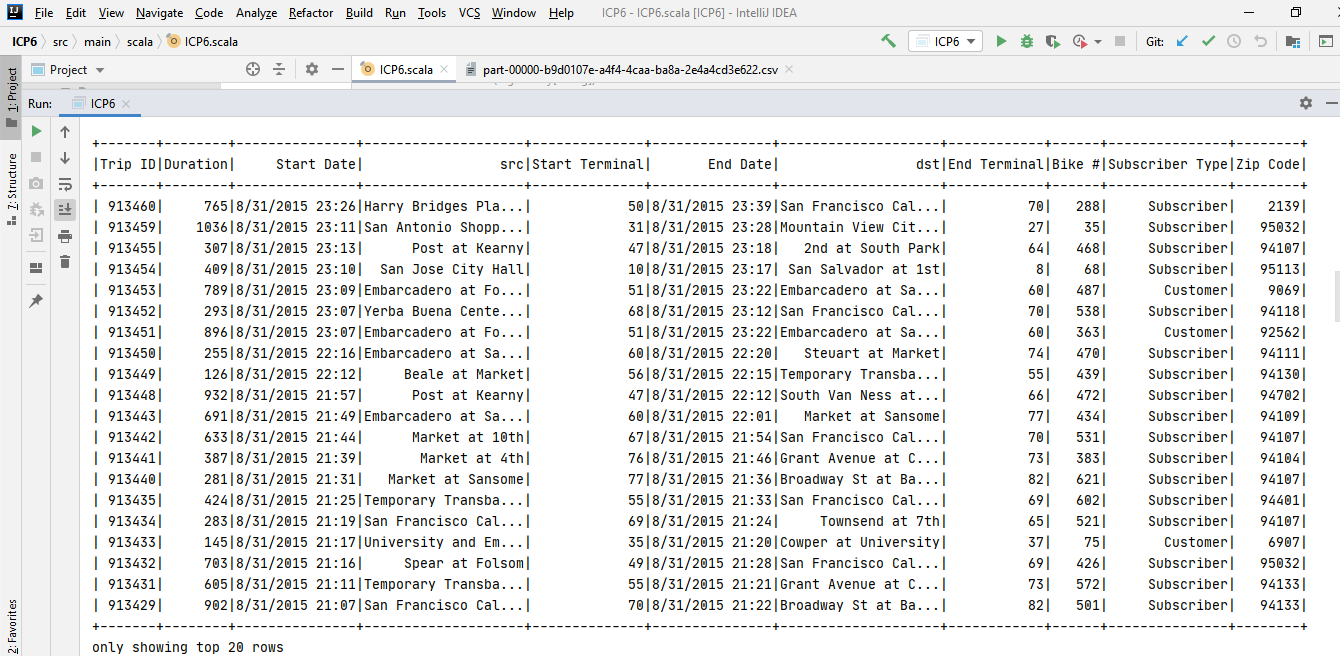 File Edit View Navigate Code Analyze Refactor Build Run Tools VCS Window Help ICP6 - ICP6.scala [ICP6] - IntelliJ IDEA
ICP6 src main scala ICP6.scala ICP6 Git:
Project ICP6.scala part-00000-b9d0107e-a4f4-4caa-ba8a-2e4a4cd3e622.csv
1: Project
Run: ICP6
7: Structure
2: Favorites
+-------+--------+---------------+--------------------+--------------+---------------+--------------------+------------+------+---------------+--------+
|Trip ID|Duration|     Start Date|                 src|Start Terminal|       End Date|                 dst|End Terminal|Bike #|Subscriber Type|Zip Code|
+-------+--------+---------------+--------------------+--------------+---------------+--------------------+------------+------+---------------+--------+
| 913460|     765|8/31/2015 23:26|Harry Bridges Pla...|            50|8/31/2015 23:39|San Francisco Cal...|          70|   288|     Subscriber|    2139|
| 913459|    1036|8/31/2015 23:11|San Antonio Shopp...|            31|8/31/2015 23:28|Mountain View Cit...|          27|    35|     Subscriber|   95032|
| 913455|     307|8/31/2015 23:13|      Post at Kearny|            47|8/31/2015 23:18|   2nd at South Park|          64|   468|     Subscriber|   94107|
| 913454|     409|8/31/2015 23:10|  San Jose City Hall|            10|8/31/2015 23:17| San Salvador at 1st|           8|    68|     Subscriber|   95113|
| 913453|     789|8/31/2015 23:09|Embarcadero at Fo...|            51|8/31/2015 23:22|Embarcadero at Sa...|          60|   487|       Customer|    9069|
| 913452|     293|8/31/2015 23:07|Yerba Buena Cente...|            68|8/31/2015 23:12|San Francisco Cal...|          70|   538|     Subscriber|   94118|
| 913451|     896|8/31/2015 23:07|Embarcadero at Fo...|            51|8/31/2015 23:22|Embarcadero at Sa...|          60|   363|       Customer|   92562|
| 913450|     255|8/31/2015 22:16|Embarcadero at Sa...|            60|8/31/2015 22:20|   Steuart at Market|          74|   470|     Subscriber|   94111|
| 913449|     126|8/31/2015 22:12|     Beale at Market|            56|8/31/2015 22:15|Temporary Transba...|          55|   439|     Subscriber|   94130|
| 913448|     932|8/31/2015 21:57|      Post at Kearny|            47|8/31/2015 22:12|South Van Ness at...|          66|   472|     Subscriber|   94702|
| 913443|     691|8/31/2015 21:49|Embarcadero at Sa...|            60|8/31/2015 22:01|   Market at Sansome|          77|   434|     Subscriber|   94109|
| 913442|     633|8/31/2015 21:44|      Market at 10th|            67|8/31/2015 21:54|San Francisco Cal...|          70|   531|     Subscriber|   94107|
| 913441|     387|8/31/2015 21:39|       Market at 4th|            76|8/31/2015 21:46|Grant Avenue at C...|          73|   383|     Subscriber|   94104|
| 913440|     281|8/31/2015 21:31|   Market at Sansome|            77|8/31/2015 21:36|Broadway St at Ba...|          82|   621|     Subscriber|   94107|
| 913435|     424|8/31/2015 21:25|Temporary Transba...|            55|8/31/2015 21:33|San Francisco Cal...|          69|   602|     Subscriber|   94401|
| 913434|     283|8/31/2015 21:19|San Francisco Cal...|            69|8/31/2015 21:24|     Townsend at 7th|          65|   521|     Subscriber|   94107|
| 913433|     145|8/31/2015 21:17|University and Em...|            35|8/31/2015 21:20|Cowper at University|          37|    75|       Customer|    6907|
| 913432|     703|8/31/2015 21:16|     Spear at Folsom|            49|8/31/2015 21:28|San Francisco Cal...|          69|   426|     Subscriber|   95032|
| 913431|     605|8/31/2015 21:11|Temporary Transba...|            55|8/31/2015 21:21|Grant Avenue at C...|          73|   572|     Subscriber|   94133|
| 913429|     902|8/31/2015 21:07|San Francisco Cal...|            70|8/31/2015 21:22|Broadway St at Ba...|          82|   501|     Subscriber|   94133|
+-------+--------+---------------+--------------------+--------------+---------------+--------------------+------------+------+---------------+--------+
only showing top 20 rows